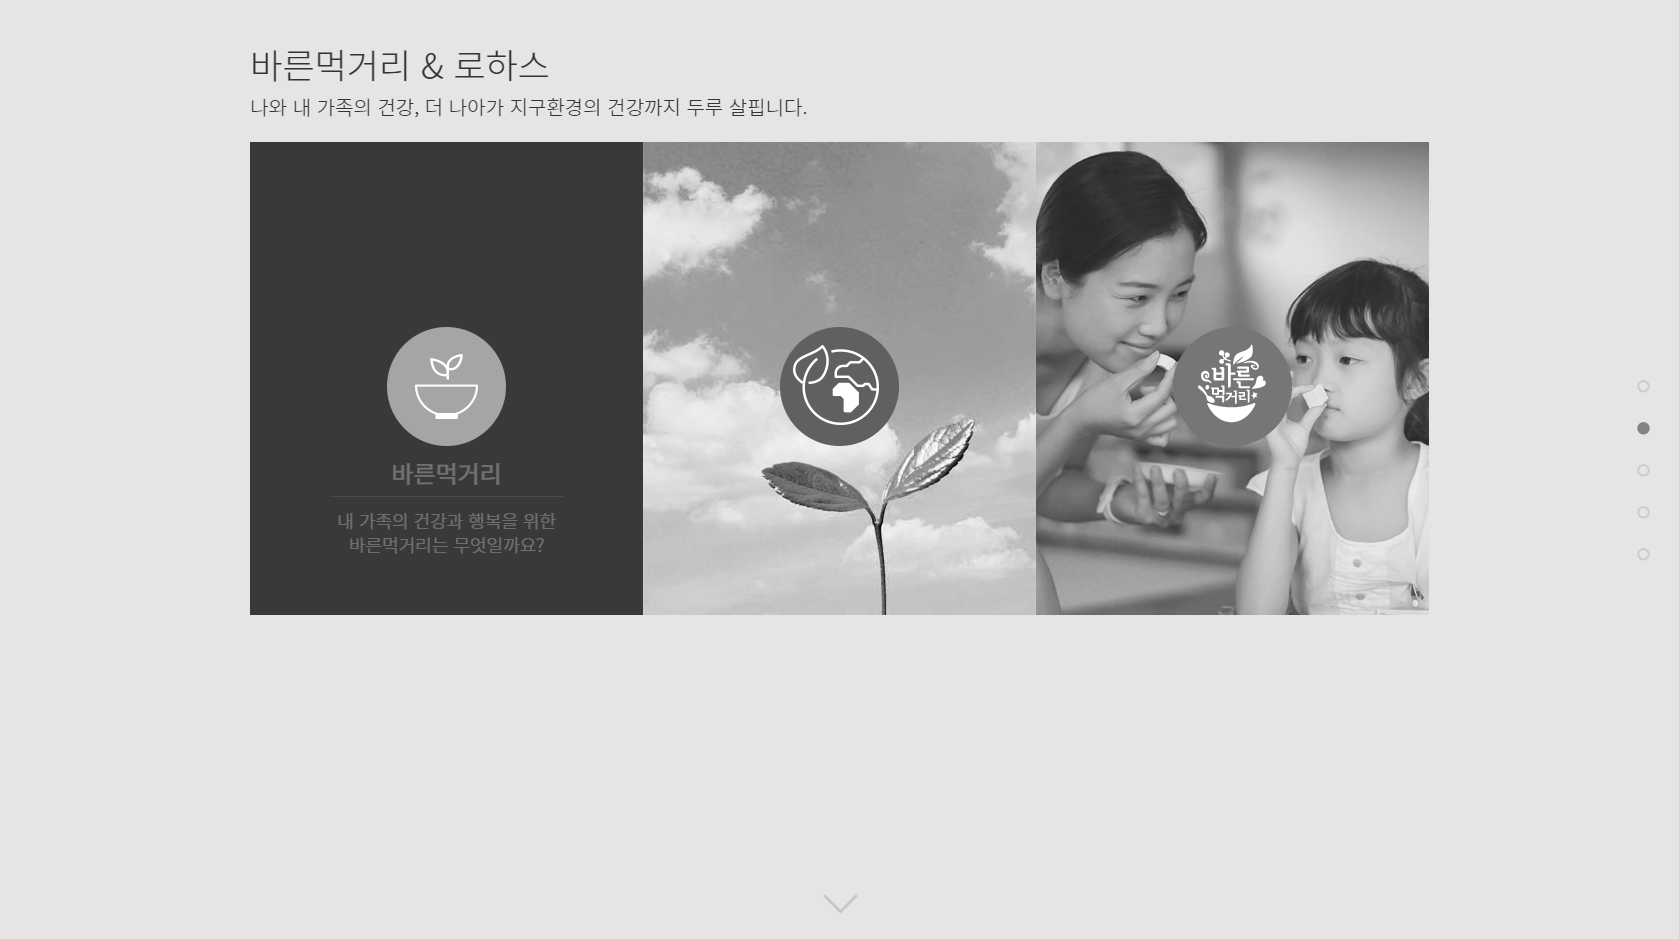 바른먹거리 & 로하스
나와 내 가족의 건강, 더 나아가 지구환경의 건강까지 두루 살핍니다.
바른먹거리
내 가족의 건강과 행복을 위한
바른먹거리는 무엇일까요?
바른
먹거리